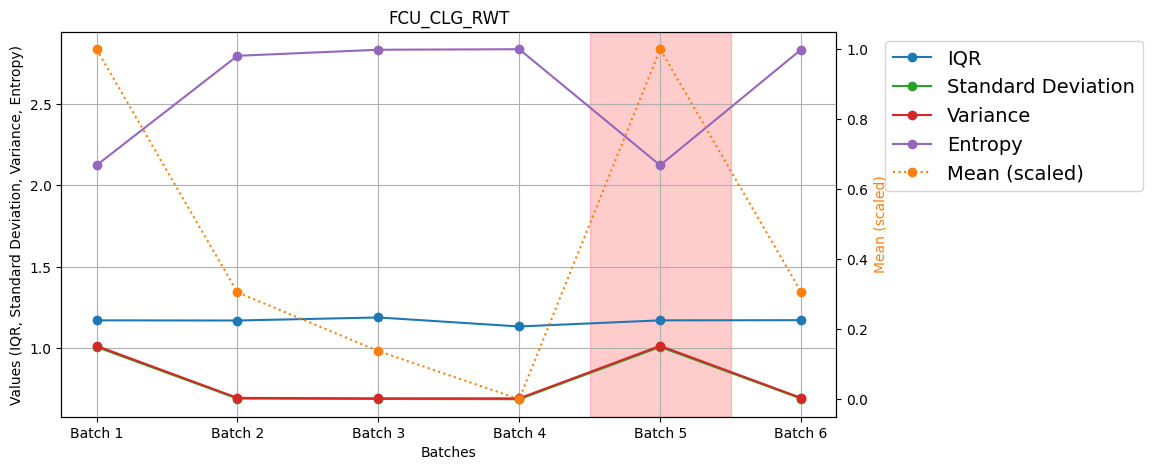 FCU_CLG_RWT
Values (IQR, Standard Deviation, Variance, Entropy)
2.5
2.0
1.5
1.0
1.0
0.8
0.6
0.4
0.2
0.0
Mean (scaled)
IQR
Standard Deviation
Variance
Entropy
Mean (scaled)
Batch 1 Batch 2 Batch 3 Batch 4 Batch 5 Batch 6
Batches